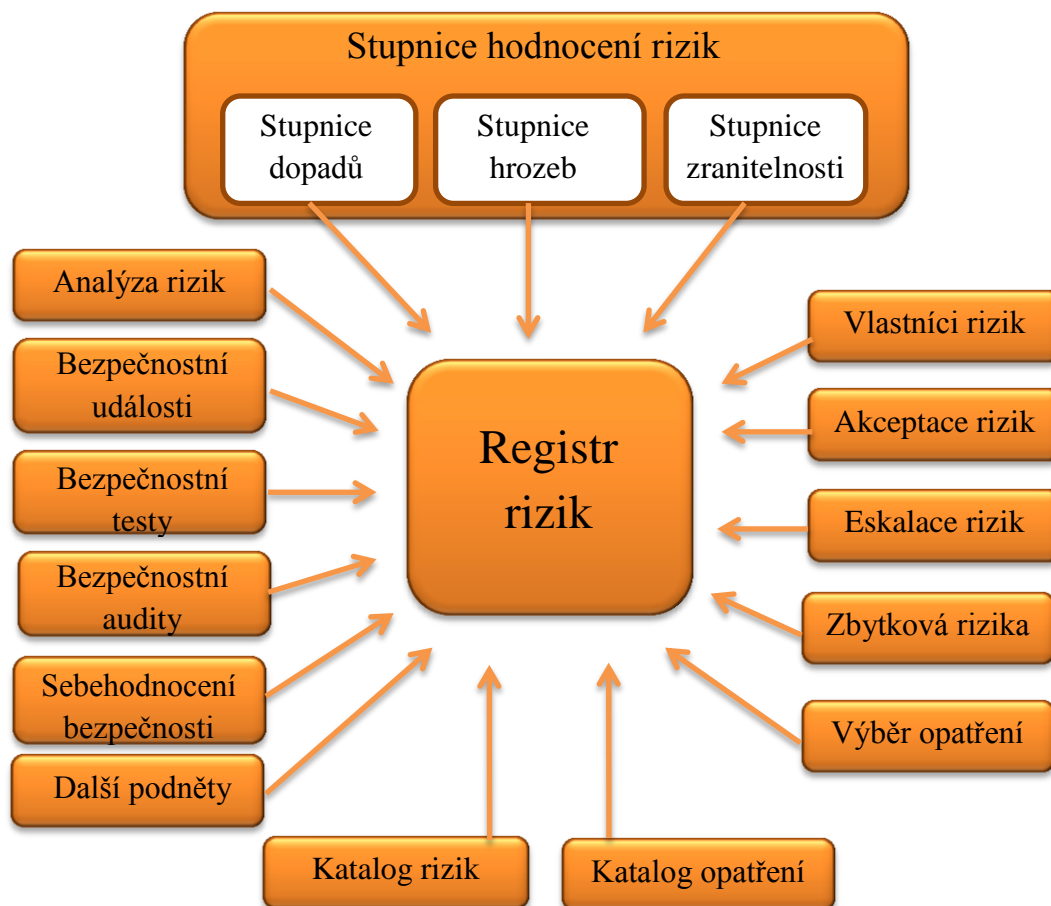 Stupnice hodnocení rizik
Stupnice
dopadů
Stupnice
hrozeb
Stupnice
zranitelnosti
Analýza rizik
Bezpečnostní
události
Bezpečnostní
testy
Bezpečnostní
audity
Sebehodnocení
bezpečnosti
Další podněty
Registr
rizik
Vlastníci rizik
Akceptace rizik
Eskalace rizik
Zbytková rizika
Výběr opatření
Katalog rizik
Katalog opatření